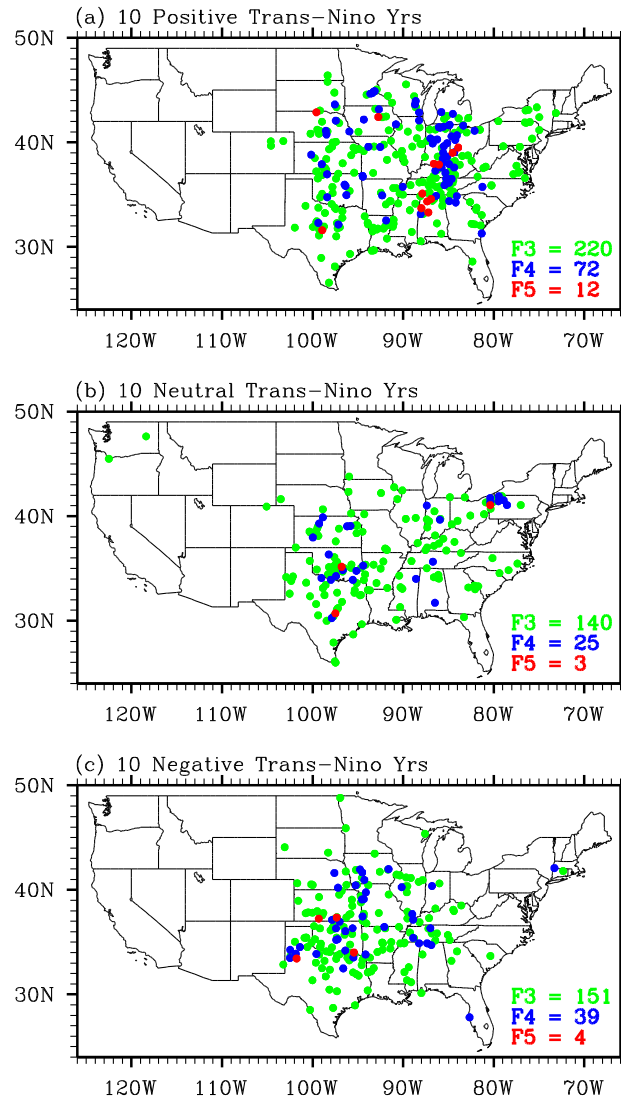 (a) 10 Positive Trans-Nino Yrs
50N
40N
30N
F3 = 220
F4 = 72
F5 = 12
120W 110W 100W 90W 80W 70W
(b) 10 Neutral Trans-Nino Yrs
50N
40N
30N
F3 = 140
F4 = 25
F5 = 3
120W 110W 100W 90W 80W 70W
(c) 10 Negative Trans-Nino Yrs
50N
40N
30N
F3 = 151
F4 = 39
F5 = 4
120W 110W 100W 90W 80W 70W